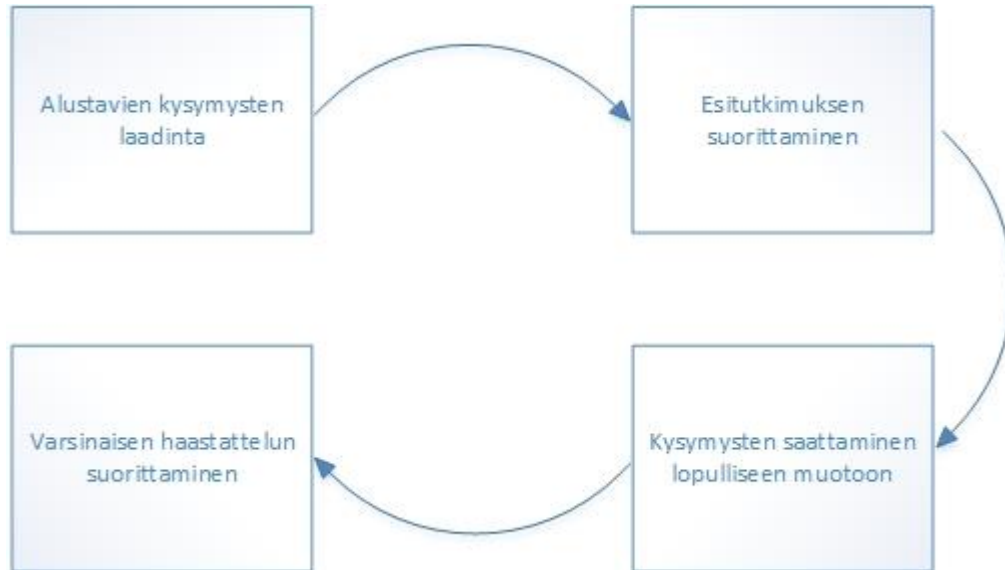 Alustavien kysymysten
laadinta
Esitutkimuksen
suorittaminen
Kysymysten saattaminen
lopulliseen muotoon
Varsinaisen haastattelun
suorittaminen